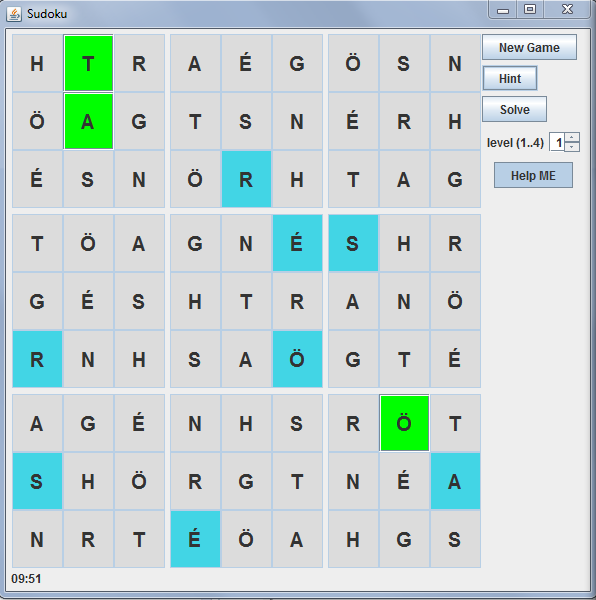 Sudoku
H T R A É G Ö S N
New Game
Ö A G T S N É R H
Hint
Solve
level (1..4) 1
É S N Ö R H T A G
Help ME
T Ö A G N É S H R
G É S H T R A N Ö
R N H S A Ö G T É
A G É N H S R Ö T
S H Ö R G T N É A
N R T É Ö A H G S
09:51